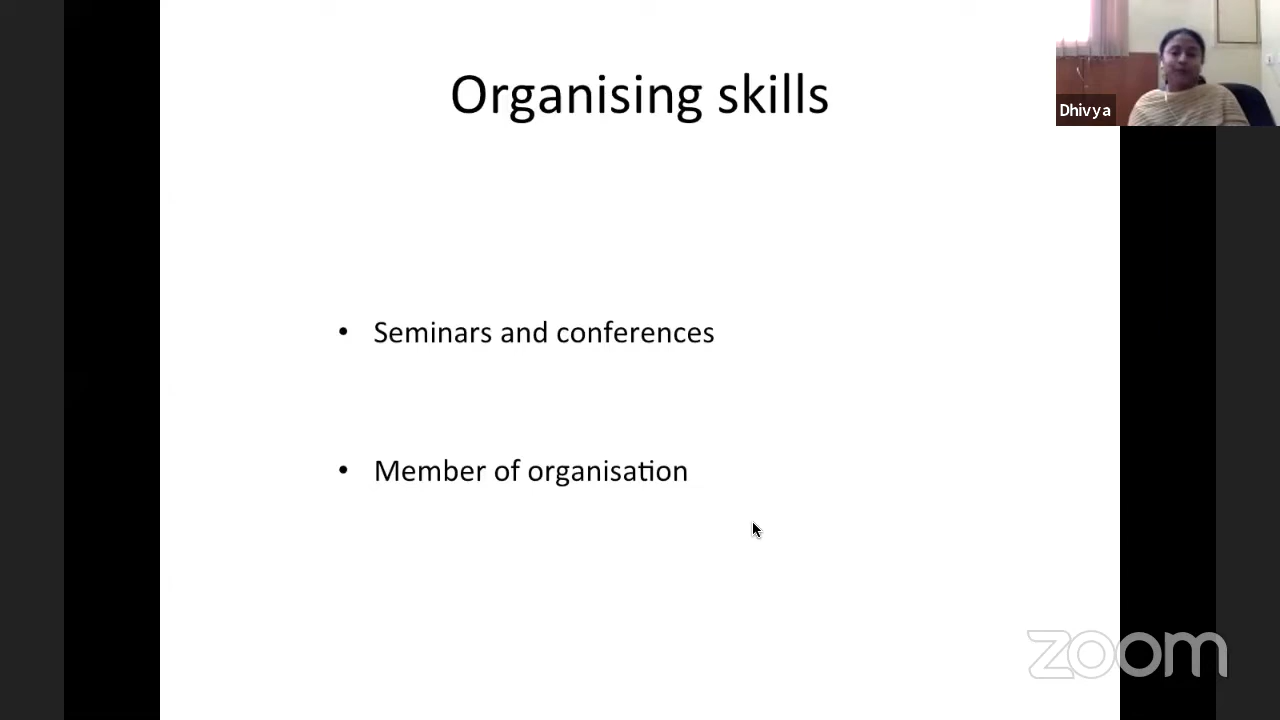 Organising skills
Dhivya
• Seminars and conferences
• Member of organisation
zoom